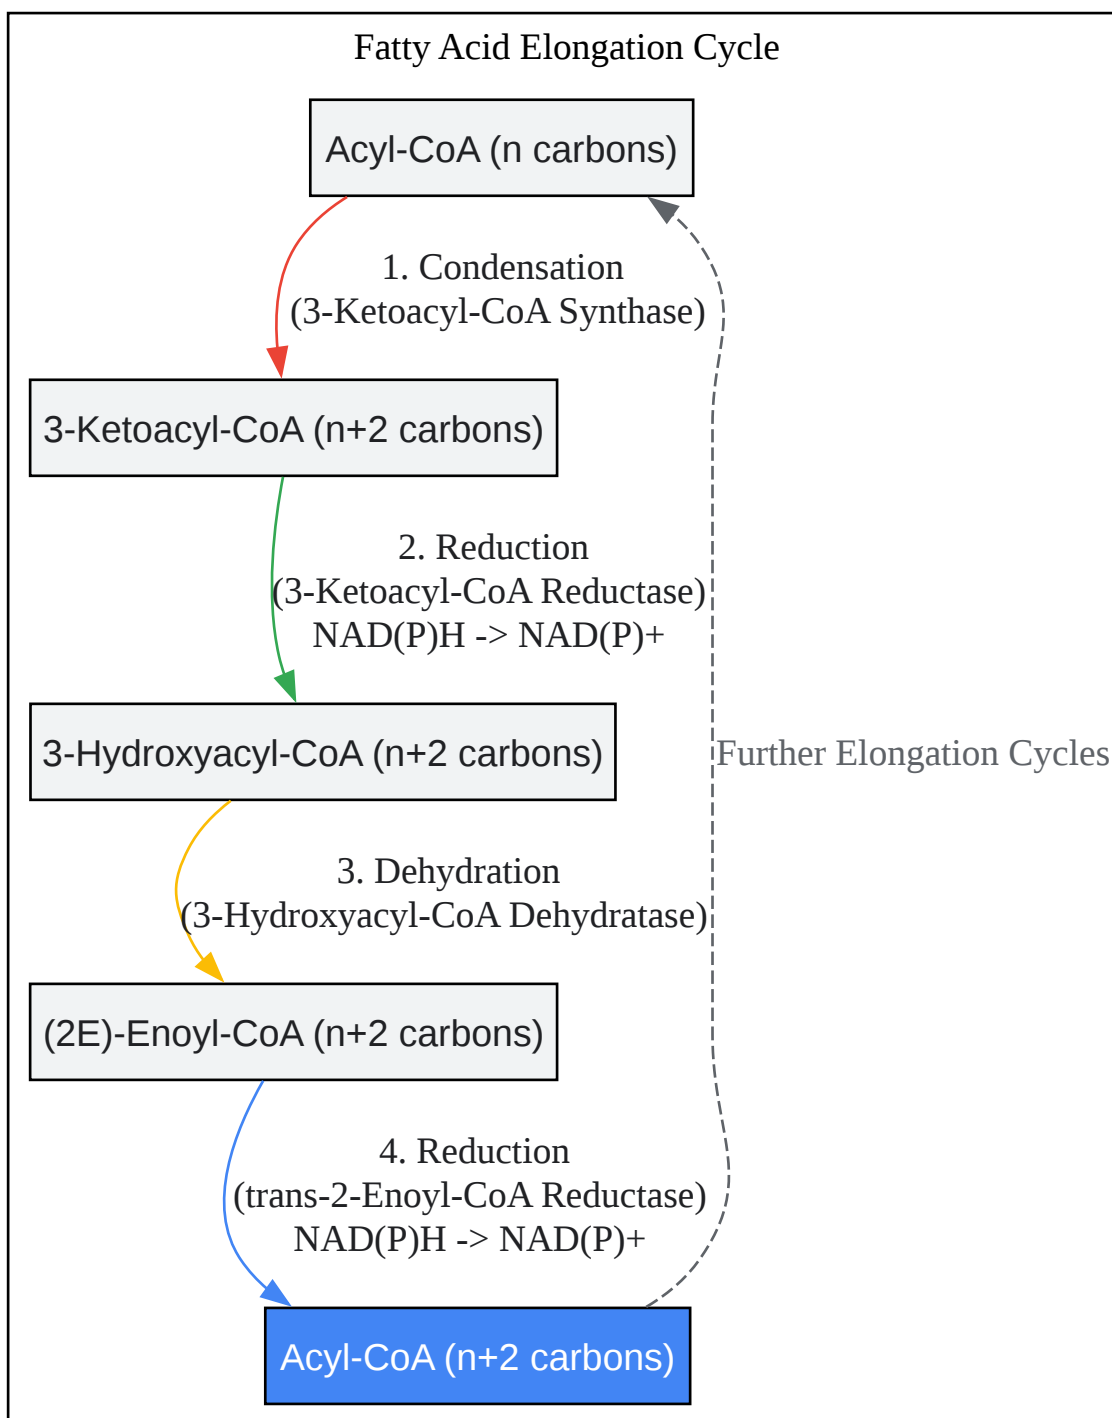 Fatty Acid Elongation Cycle
Acyl-CoA (n carbons)
1. Condensation
(3-Ketoacyl-CoA Synthase)
3-Ketoacyl-CoA (n+2 carbons)
2. Reduction
(3-Ketoacyl-CoA Reductase)
NAD(P)H -> NAD(P)+
3-Hydroxyacyl-CoA (n+2 carbons)
Further Elongation Cycles
3. Dehydration
(3-Hydroxyacyl-CoA Dehydratase)
(2E)-Enoyl-CoA (n+2 carbons)
4. Reduction
(trans-2-Enoyl-CoA Reductase)
NAD(P)H -> NAD(P)+
Acyl-CoA (n+2 carbons)